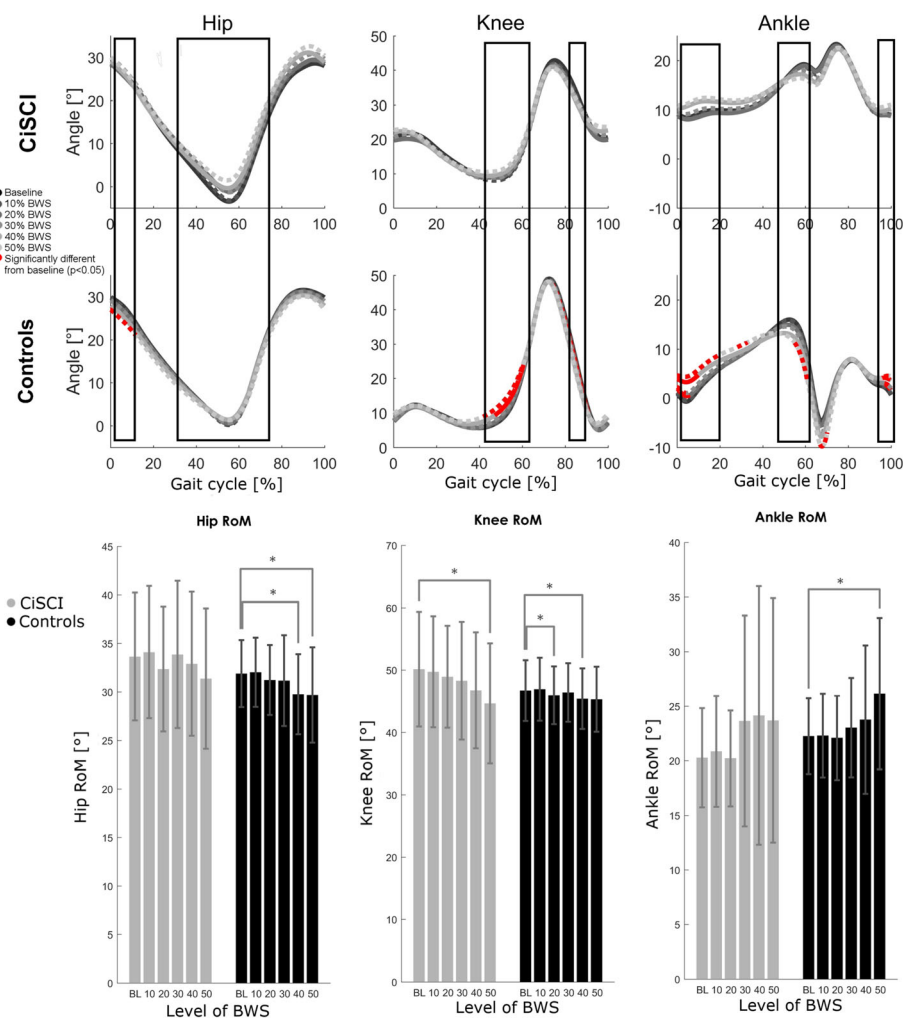 Hip
Knee
Ankle
CiSCI
Angle [°]
30
20
10
0
0 20 40 60 80 100
50
40
30
20
10
0
0 20 40 60 80 100
20
10
0
-10
0 20 40 60 80 100
Baseline
10% BWS
20% BWS
30% BWS
40% BWS
50% BWS
Significantly different
from baseline (p<0.05)
Controls
Angle [°]
30
20
10
0
0 20 40 60 80 100
Gait cycle [%]
50
40
30
20
10
0
0 20 40 60 80 100
Gait cycle [%]
20
10
0
-10
0 20 40 60 80 100
Gait cycle [%]
CiSCI
Controls
Hip RoM
Hip RoM [°]
45
40
35
30
25
20
15
10
5
0
* 
*
BL 10 20 30 40 50 BL 10 20 30 40 50
Level of BWS
Knee RoM
Knee RoM [°]
70
60
50
40
30
20
10
0
*
*
*
BL 10 20 30 40 50 BL 10 20 30 40 50
Level of BWS
Ankle RoM
Ankle RoM [°]
40
35
30
25
20
15
10
5
0
*
BL 10 20 30 40 50 BL 10 20 30 40 50
Level of BWS